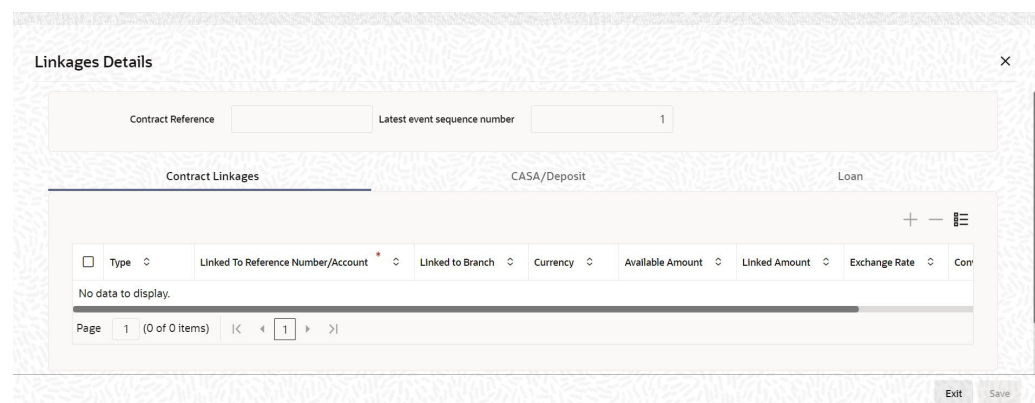 Linkages Details
Contract Reference Latest event sequence number 1
Contract Linkages CASA/Deposit Loan
Type Linked To Reference Number/Account * Linked to Branch Currency Available Amount Linked Amount Exchange Rate Con
No data to display.
Page 1 (0 of 0 items) 1
Exit Save